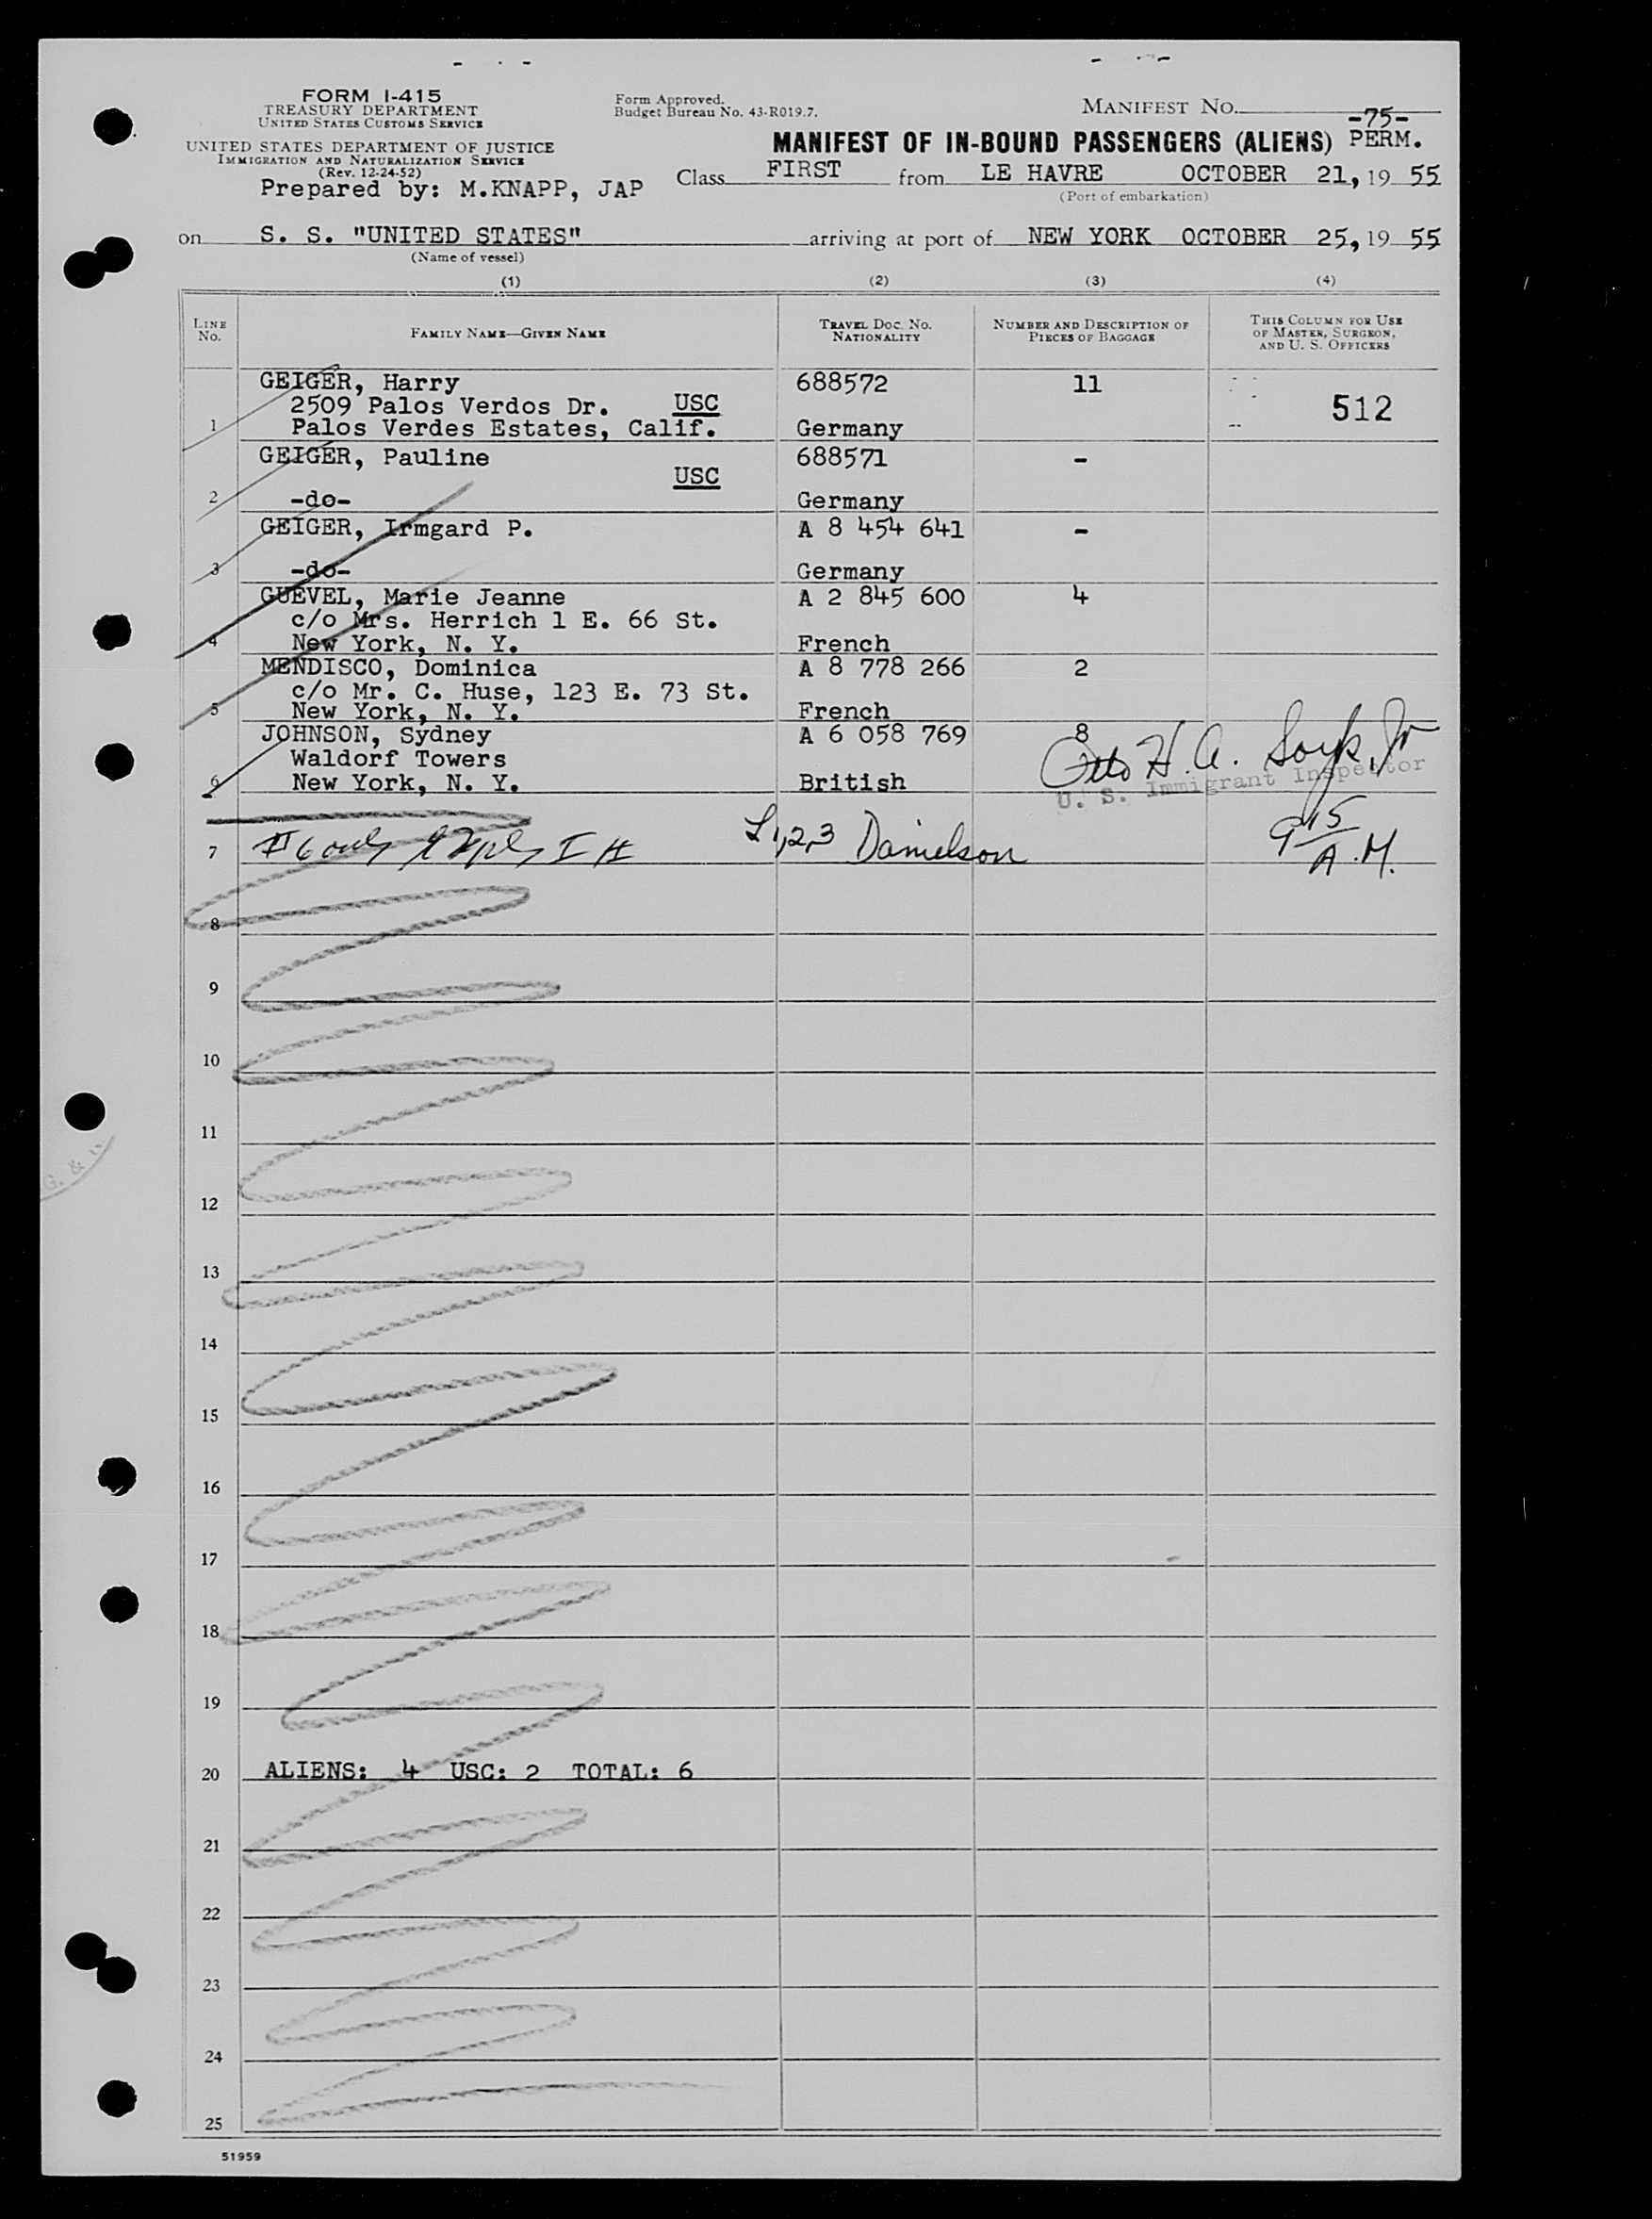 FORM I-415
TREASURY DEPARTMENT
UNITED STATES CUSTOMS SERVICE
UNITED STATES DEPARTMENT OF JUSTICE
IMMIGRATION AND NATURALIZATION SERVICE
(Rev. 12-24-52)
Prepared by: M.KNAPP, JAP
Form Approved.
Budget Bureau No. 43-R019.7.
MANIFEST NO. -75-
MANIFEST OF IN-BOUND PASSENGERS (ALIENS) PERM.
Class FIRST from LE HAVRE OCTOBER 21, 19 55
(Port of embarkation)
on S. S. "UNITED STATES" arriving at port of NEW YORK OCTOBER 25, 19 55
(Name of vessel)
(1) (2) (3) (4)
LINE NO. FAMILY NAME—GIVEN NAME TRAVEL DOC. NO. NATIONALITY NUMBER AND DESCRIPTION OF PIECES OF BAGGAGE THIS COLUMN FOR USE OF MASTER, SURGEON, AND U. S. OFFICERS
GEIGER, Harry 688572 11
2509 Palos Verdos Dr. USC 512
1 Palos Verdes Estates, Calif. Germany
GEIGER, Pauline 688571 -
USC
2 -do- Germany
GEIGER, Irmgard P. A 8 454 641 -
3 -do- Germany
GUEVEL, Marie Jeanne A 2 845 600 4
c/o Mrs. Herrich 1 E. 66 St.
4 New York, N. Y. French
MENDISCO, Dominica A 8 778 266 2
c/o Mr. C. Huse, 123 E. 73 St.
5 New York, N. Y. French
JOHNSON, Sydney A 6 058 769 8
Waldorf Towers Otto H. A.
6 New York, N. Y. British U. S. Immigrant Inspector
7 L 1,2,3 Danielson 9 15 A.M.
8
9
10
11
12
13
14
15
16
17
18
19
20 ALIENS: 4 USC: 2 TOTAL: 6
21
22
23
24
25
51959